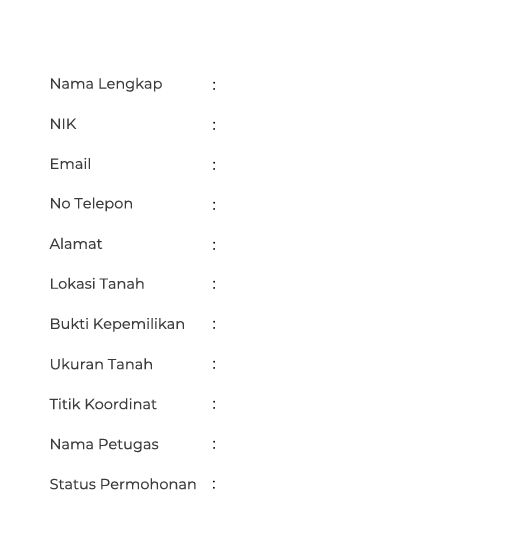 Nama Lengkap :
NIK :
Email :
No Telepon :
Alamat :
Lokasi Tanah :
Bukti Kepemilikan :
Ukuran Tanah :
Titik Koordinat :
Nama Petugas :
Status Permohonan :